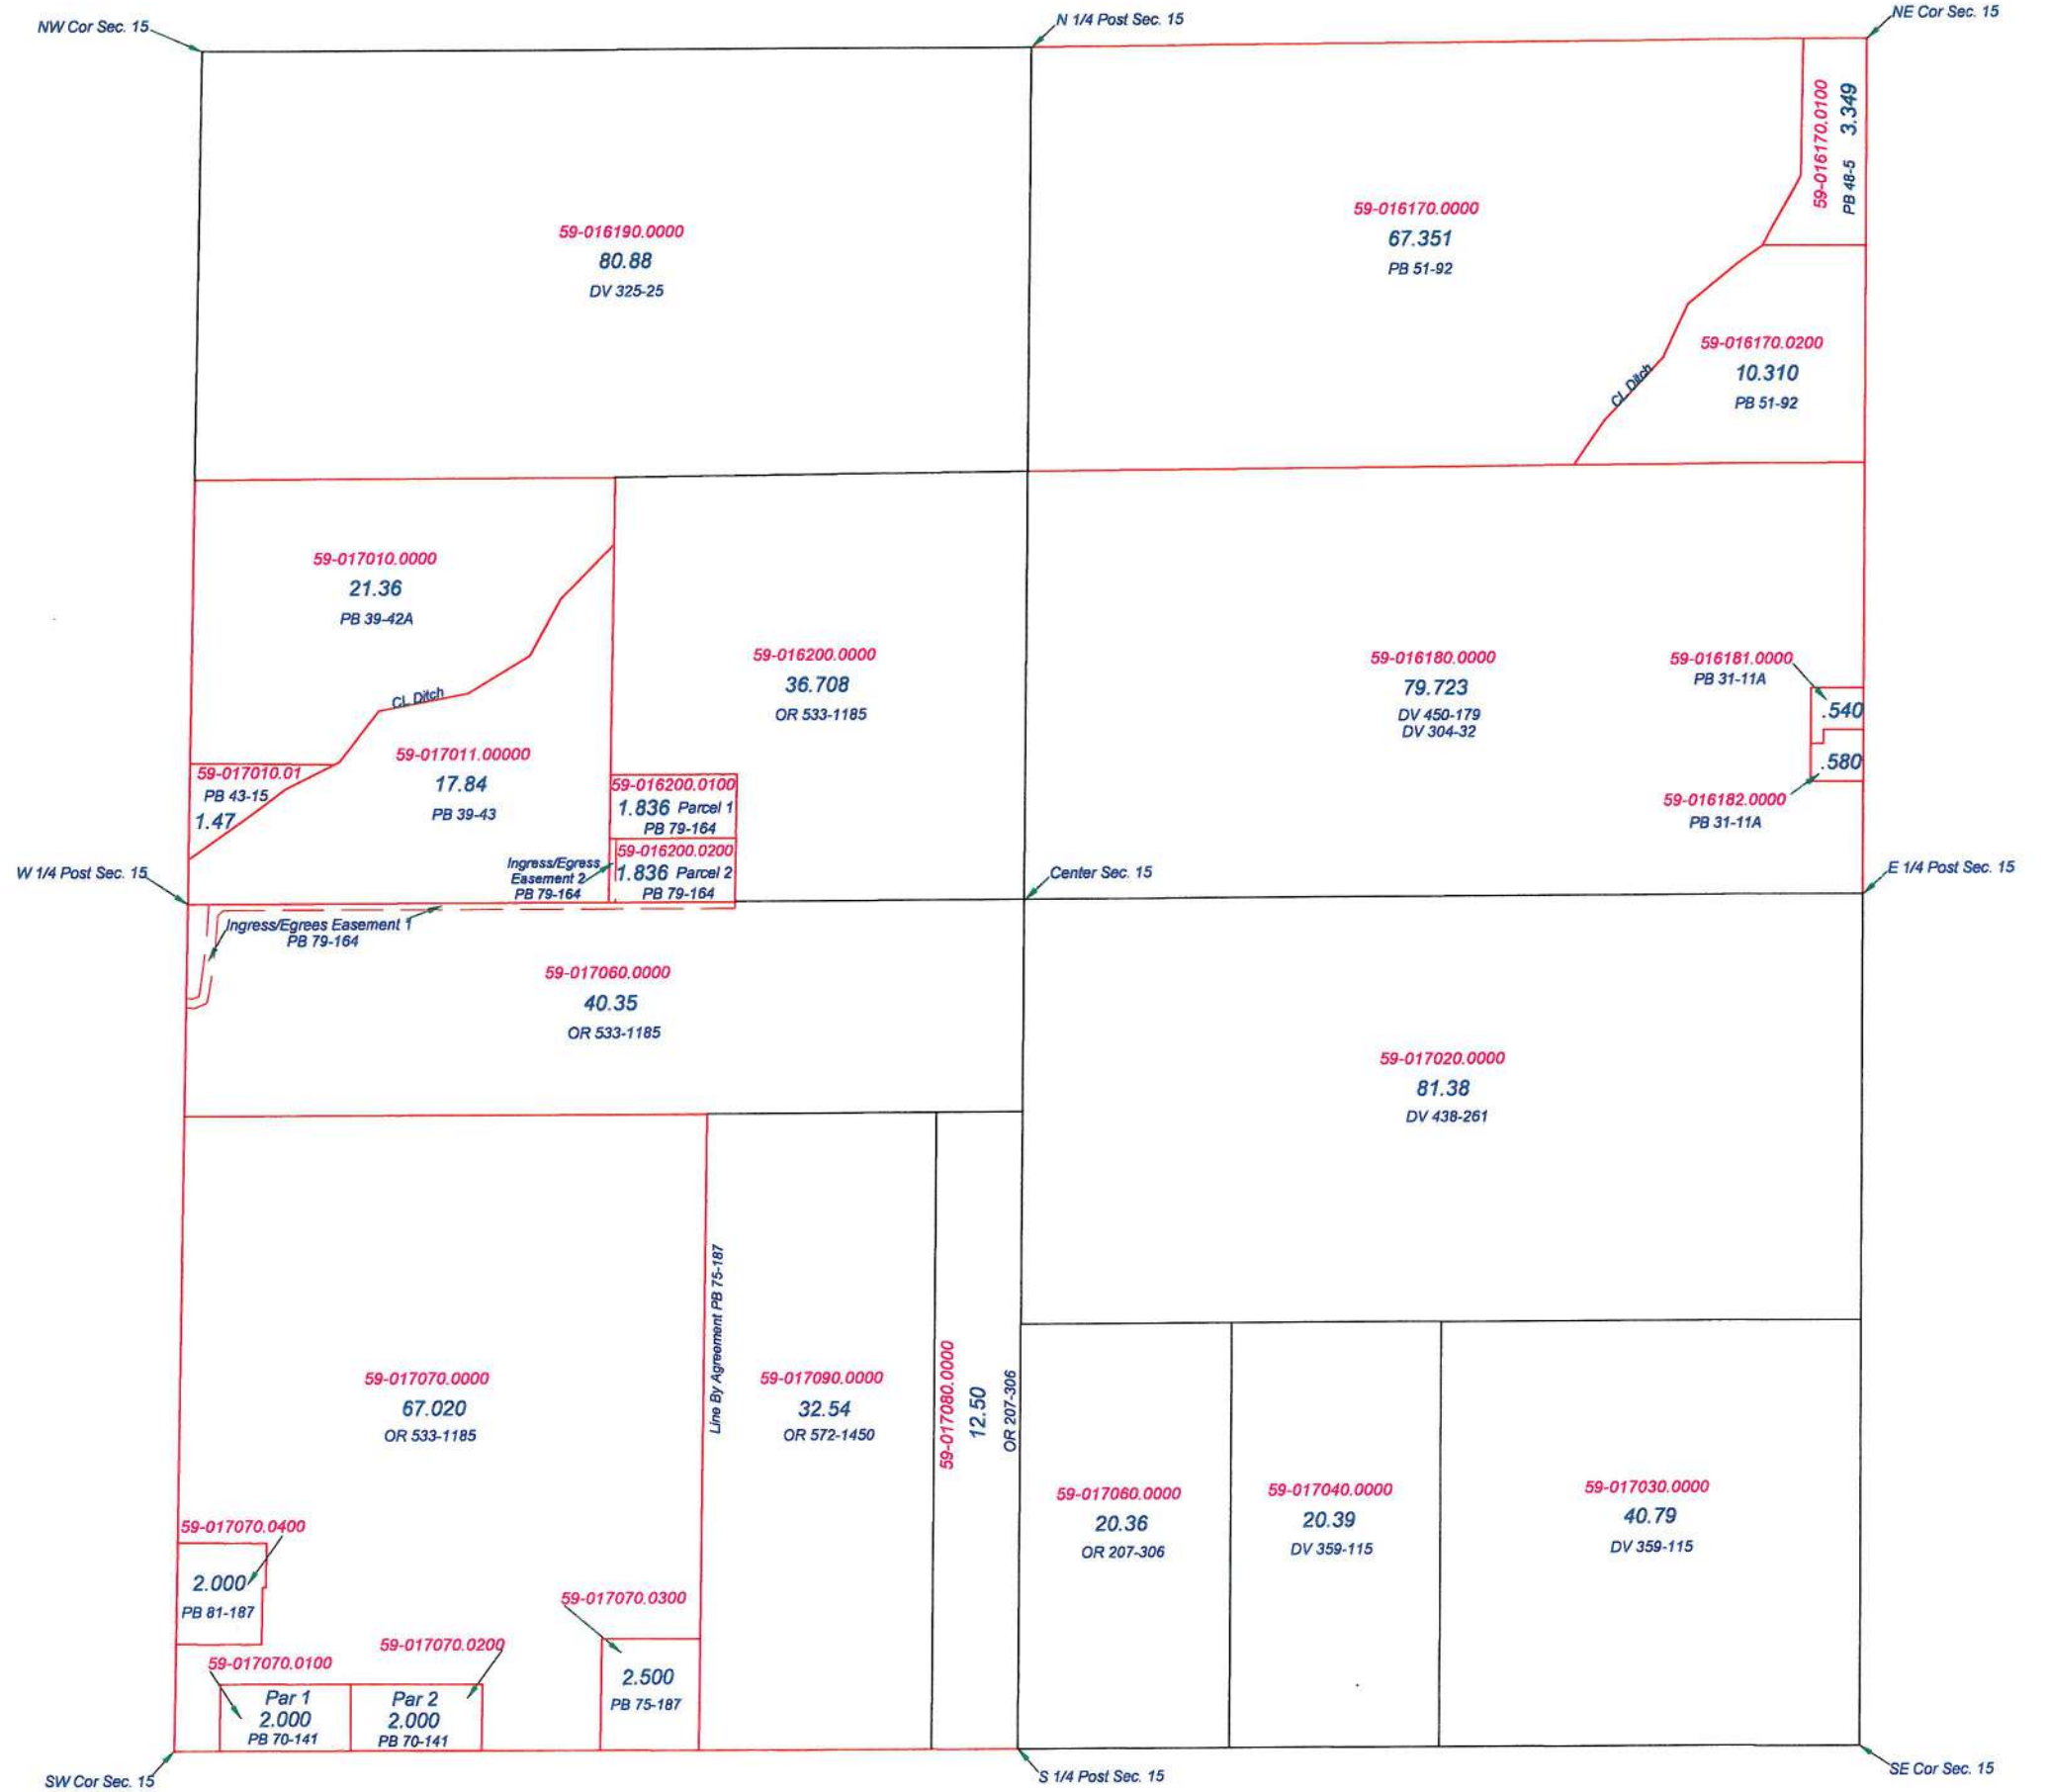 NW Cor Sec. 15
N 1/4 Post Sec. 15
NE Cor Sec. 15
59-016190.0000
80.88
DV 325-25
59-016170.0000
67.351
PB 51-92
59-016170.0100
3.349
PB 48-5
59-016170.0200
10.310
PB 51-92
CL Ditch
59-017010.0000
21.36
PB 39-42A
CL Ditch
59-017011.00000
17.84
PB 39-43
59-017010.01
PB 43-15
1.47
59-016200.0000
36.708
OR 533-1185
59-016200.0100
1.836 Parcel 1
PB 79-164
59-016200.0200
1.836 Parcel 2
PB 79-164
Ingress/Egress
Easement 2
PB 79-164
59-016180.0000
79.723
DV 450-179
DV 304-32
59-016181.0000
PB 31-11A
.540
.580
59-016182.0000
PB 31-11A
W 1/4 Post Sec. 15
Center Sec. 15
E 1/4 Post Sec. 15
Ingress/Egrees Easement 1
PB 79-164
59-017060.0000
40.35
OR 533-1185
59-017020.0000
81.38
DV 438-261
59-017070.0000
67.020
OR 533-1185
Line By Agreement PB 75-187
59-017090.0000
32.54
OR 572-1450
59-017080.0000
12.50
OR 207-306
59-017060.0000
20.36
OR 207-306
59-017040.0000
20.39
DV 359-115
59-017030.0000
40.79
DV 359-115
59-017070.0400
2.000
PB 81-187
59-017070.0300
2.500
PB 75-187
59-017070.0200
59-017070.0100
Par 1
2.000
PB 70-141
Par 2
2.000
PB 70-141
SW Cor Sec. 15
S 1/4 Post Sec. 15
SE Cor Sec. 15